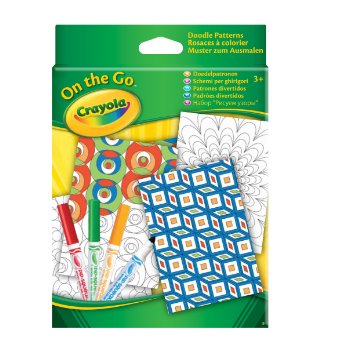 Doodle Patterns
Rosaces à colorier
Muster zum Ausmalen
On the Go
Crayola
Doedelpatronen
Schemi per ghirigori
Patrones divertidos
Padrões divertidos
Набор "Рисуем узоры"
3+